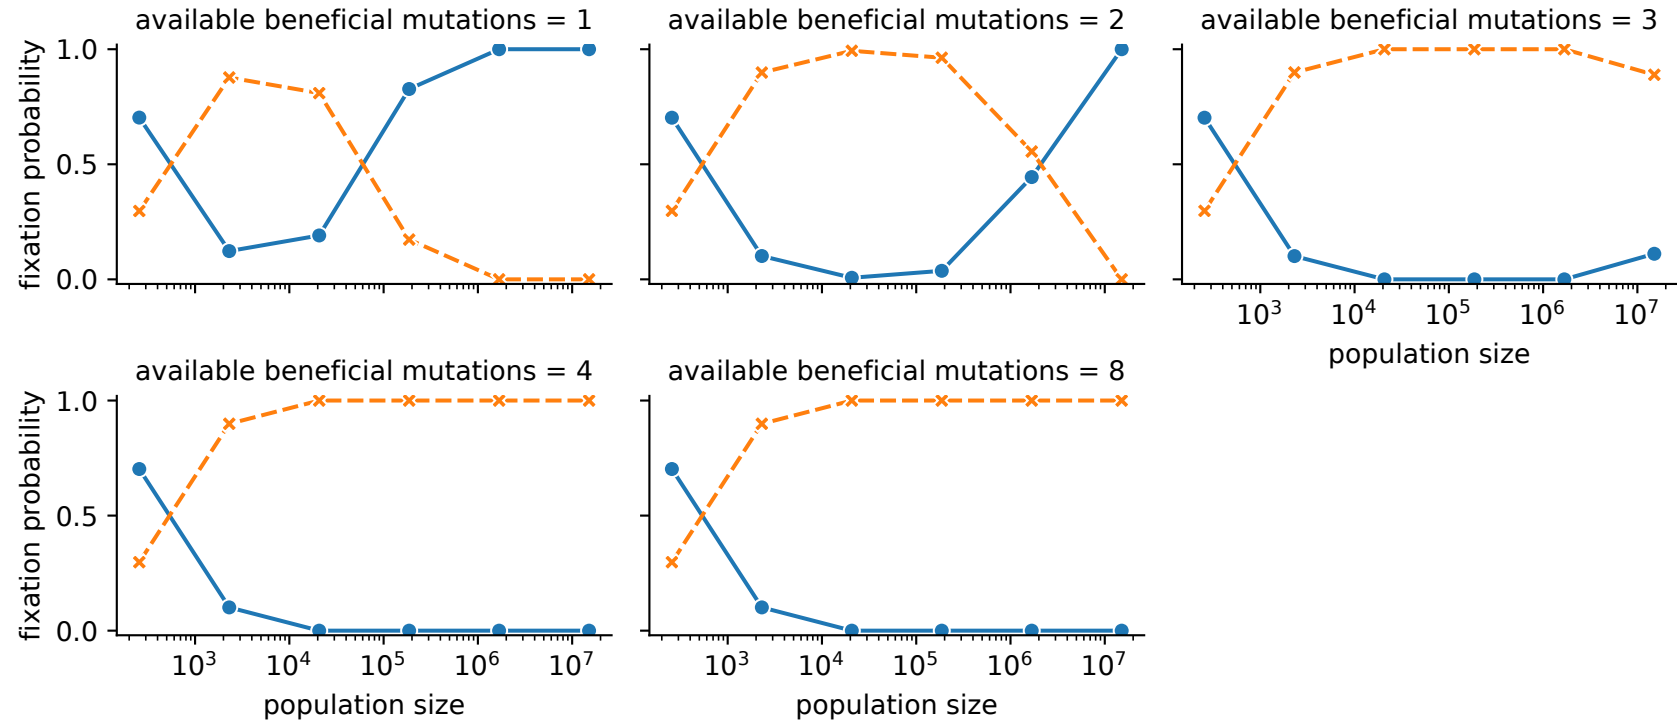 available beneficial mutations = 1
fixation probability
1.0
0.5
0.0
available beneficial mutations = 2
available beneficial mutations = 3
10³ 10⁴ 10⁵ 10⁶ 10⁷
population size
available beneficial mutations = 4
fixation probability
1.0
0.5
0.0
10³ 10⁴ 10⁵ 10⁶ 10⁷
population size
available beneficial mutations = 8
10³ 10⁴ 10⁵ 10⁶ 10⁷
population size